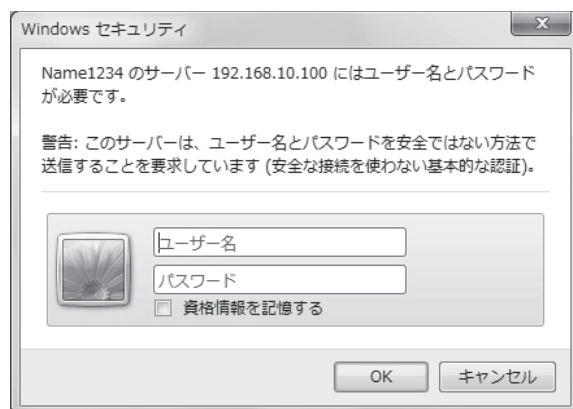 Windows セキュリティ
Name1234 のサーバー 192.168.10.100 にはユーザー名とパスワード
が必要です。
警告: このサーバーは、ユーザー名とパスワードを安全ではない方法で
送信することを要求しています (安全な接続を使わない基本的な認証)。
ユーザー名
パスワード
資格情報を記憶する
OK
キャンセル